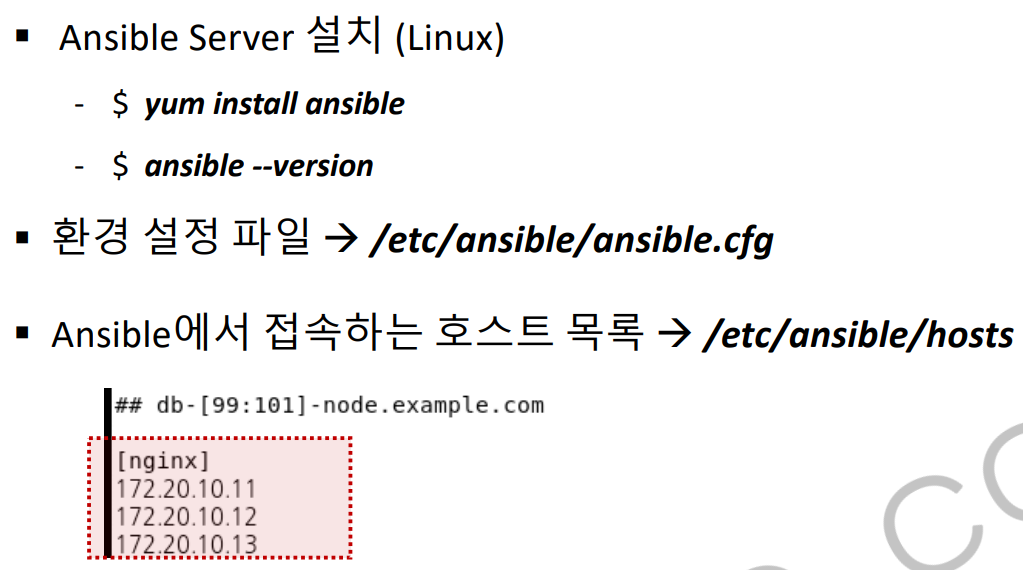 ▪ Ansible Server 설치 (Linux)
- $ yum install ansible
- $ ansible --version
▪ 환경 설정 파일 → /etc/ansible/ansible.cfg
▪ Ansible에서 접속하는 호스트 목록 → /etc/ansible/hosts
## db-[99:101]-node.example.com
[nginx]
172.20.10.11
172.20.10.12
172.20.10.13